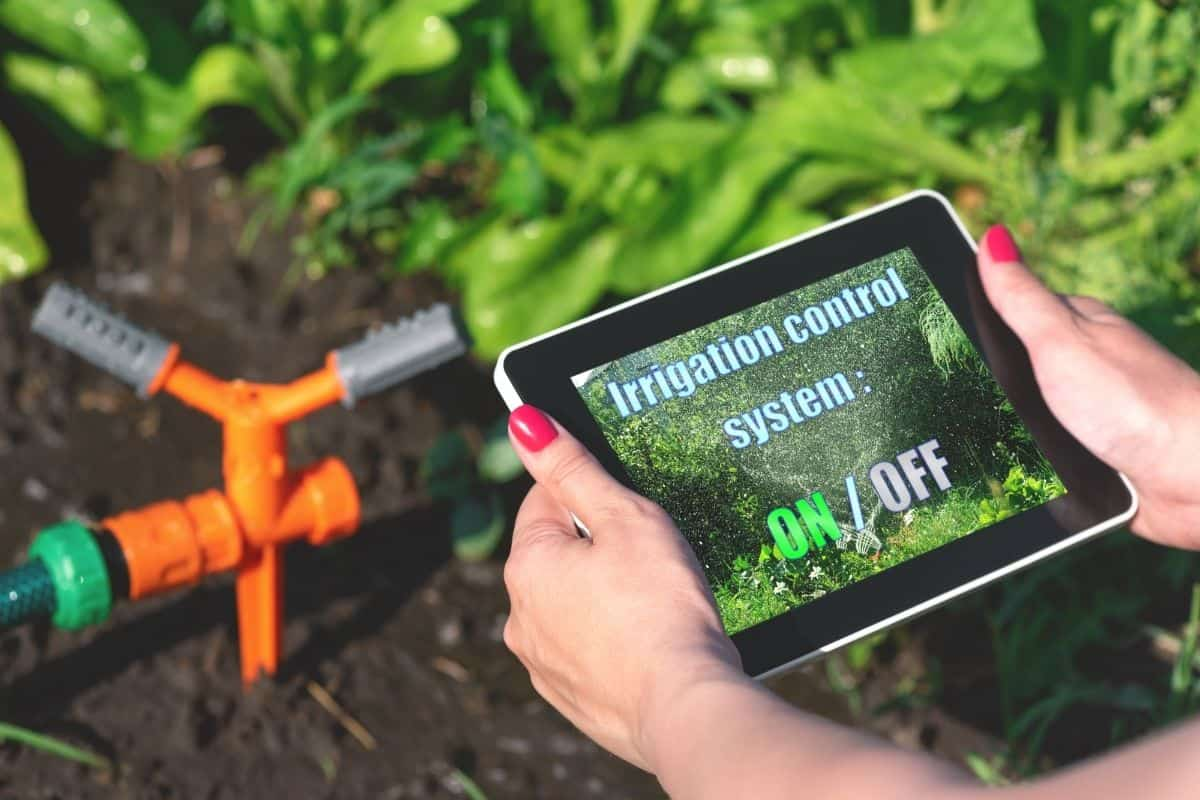 Irrigation control
system :
ON / OFF